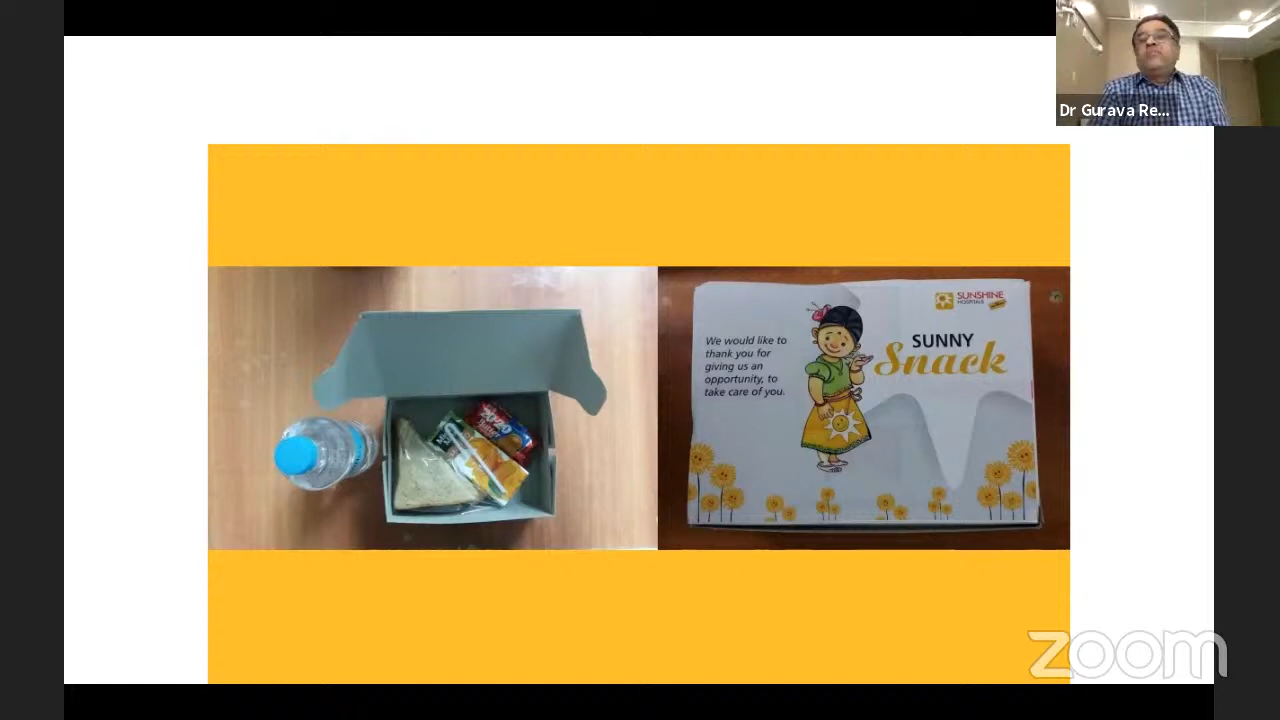 Dr Gurava Re...
SUNSHINE
HOSPITALS
We would like to
thank you for
giving us an
opportunity, to
take care of you.
SUNNY
Snack
zoom